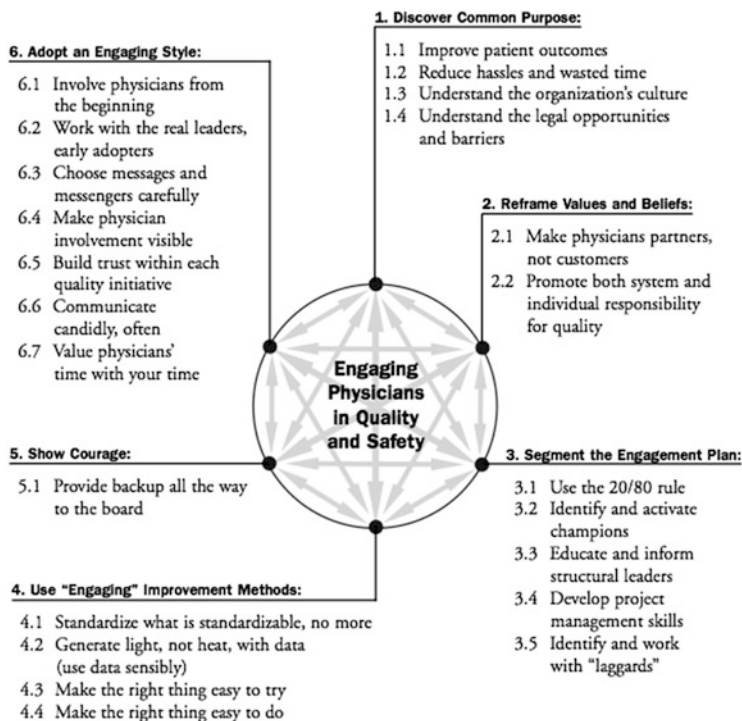 1. Discover Common Purpose:
1.1 Improve patient outcomes
1.2 Reduce hassles and wasted time
1.3 Understand the organization's culture
1.4 Understand the legal opportunities
and barriers
2. Reframe Values and Beliefs:
2.1 Make physicians partners,
not customers
2.2 Promote both system and
individual responsibility
for quality
3. Segment the Engagement Plan:
3.1 Use the 20/80 rule
3.2 Identify and activate
champions
3.3 Educate and inform
structural leaders
3.4 Develop project
management skills
3.5 Identify and work
with "laggards"
4. Use "Engaging" Improvement Methods:
4.1 Standardize what is standardizable, no more
4.2 Generate light, not heat, with data
(use data sensibly)
4.3 Make the right thing easy to try
4.4 Make the right thing easy to do
5. Show Courage:
5.1 Provide backup all the way
to the board
6. Adopt an Engaging Style:
6.1 Involve physicians from
the beginning
6.2 Work with the real leaders,
early adopters
6.3 Choose messages and
messengers carefully
6.4 Make physician
involvement visible
6.5 Build trust within each
quality initiative
6.6 Communicate
candidly, often
6.7 Value physicians'
time with your time
Engaging
Physicians
in Quality
and Safety